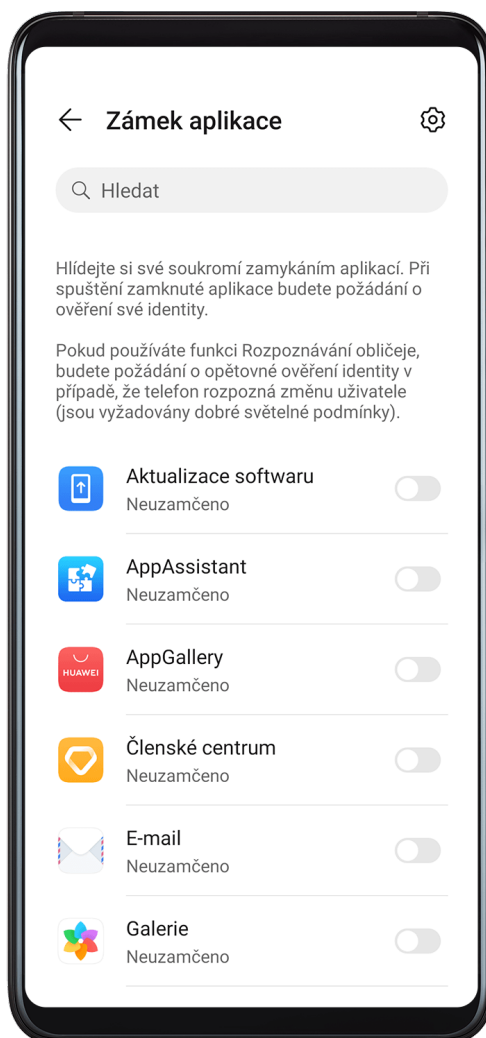 Zámek aplikace
Hledat
Hlídejte si své soukromí zamykáním aplikací. Při
spuštění zamknuté aplikace budete požádání o
ověření své identity.
Pokud používáte funkci Rozpoznávání obličeje,
budete požádání o opětovné ověření identity v
případě, že telefon rozpozná změnu uživatele
(jsou vyžadovány dobré světelné podmínky).
Aktualizace softwaru
Neuzamčeno
AppAssistant
Neuzamčeno
HUAWEI
AppGallery
Neuzamčeno
Členské centrum
Neuzamčeno
E-mail
Neuzamčeno
Galerie
Neuzamčeno